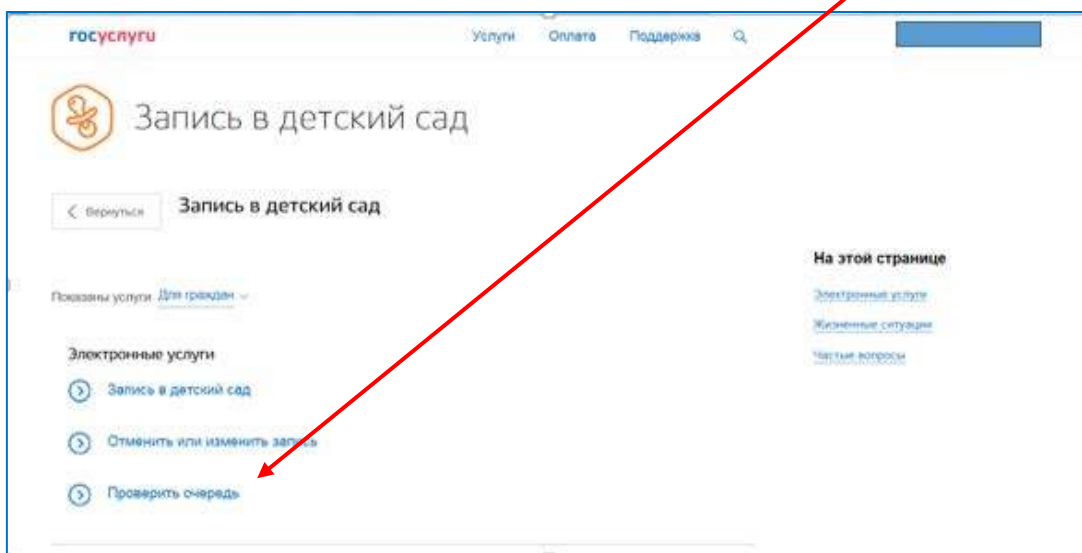 госуслуги Услуги Оплата Поддержка
Запись в детский сад
Вернуться Запись в детский сад
На этой странице
Показаны услуги Для граждан Электронные услуги
Жизненные ситуации
Электронные услуги Частые вопросы
Запись в детский сад
Отменить или изменить запись
Проверить очередь